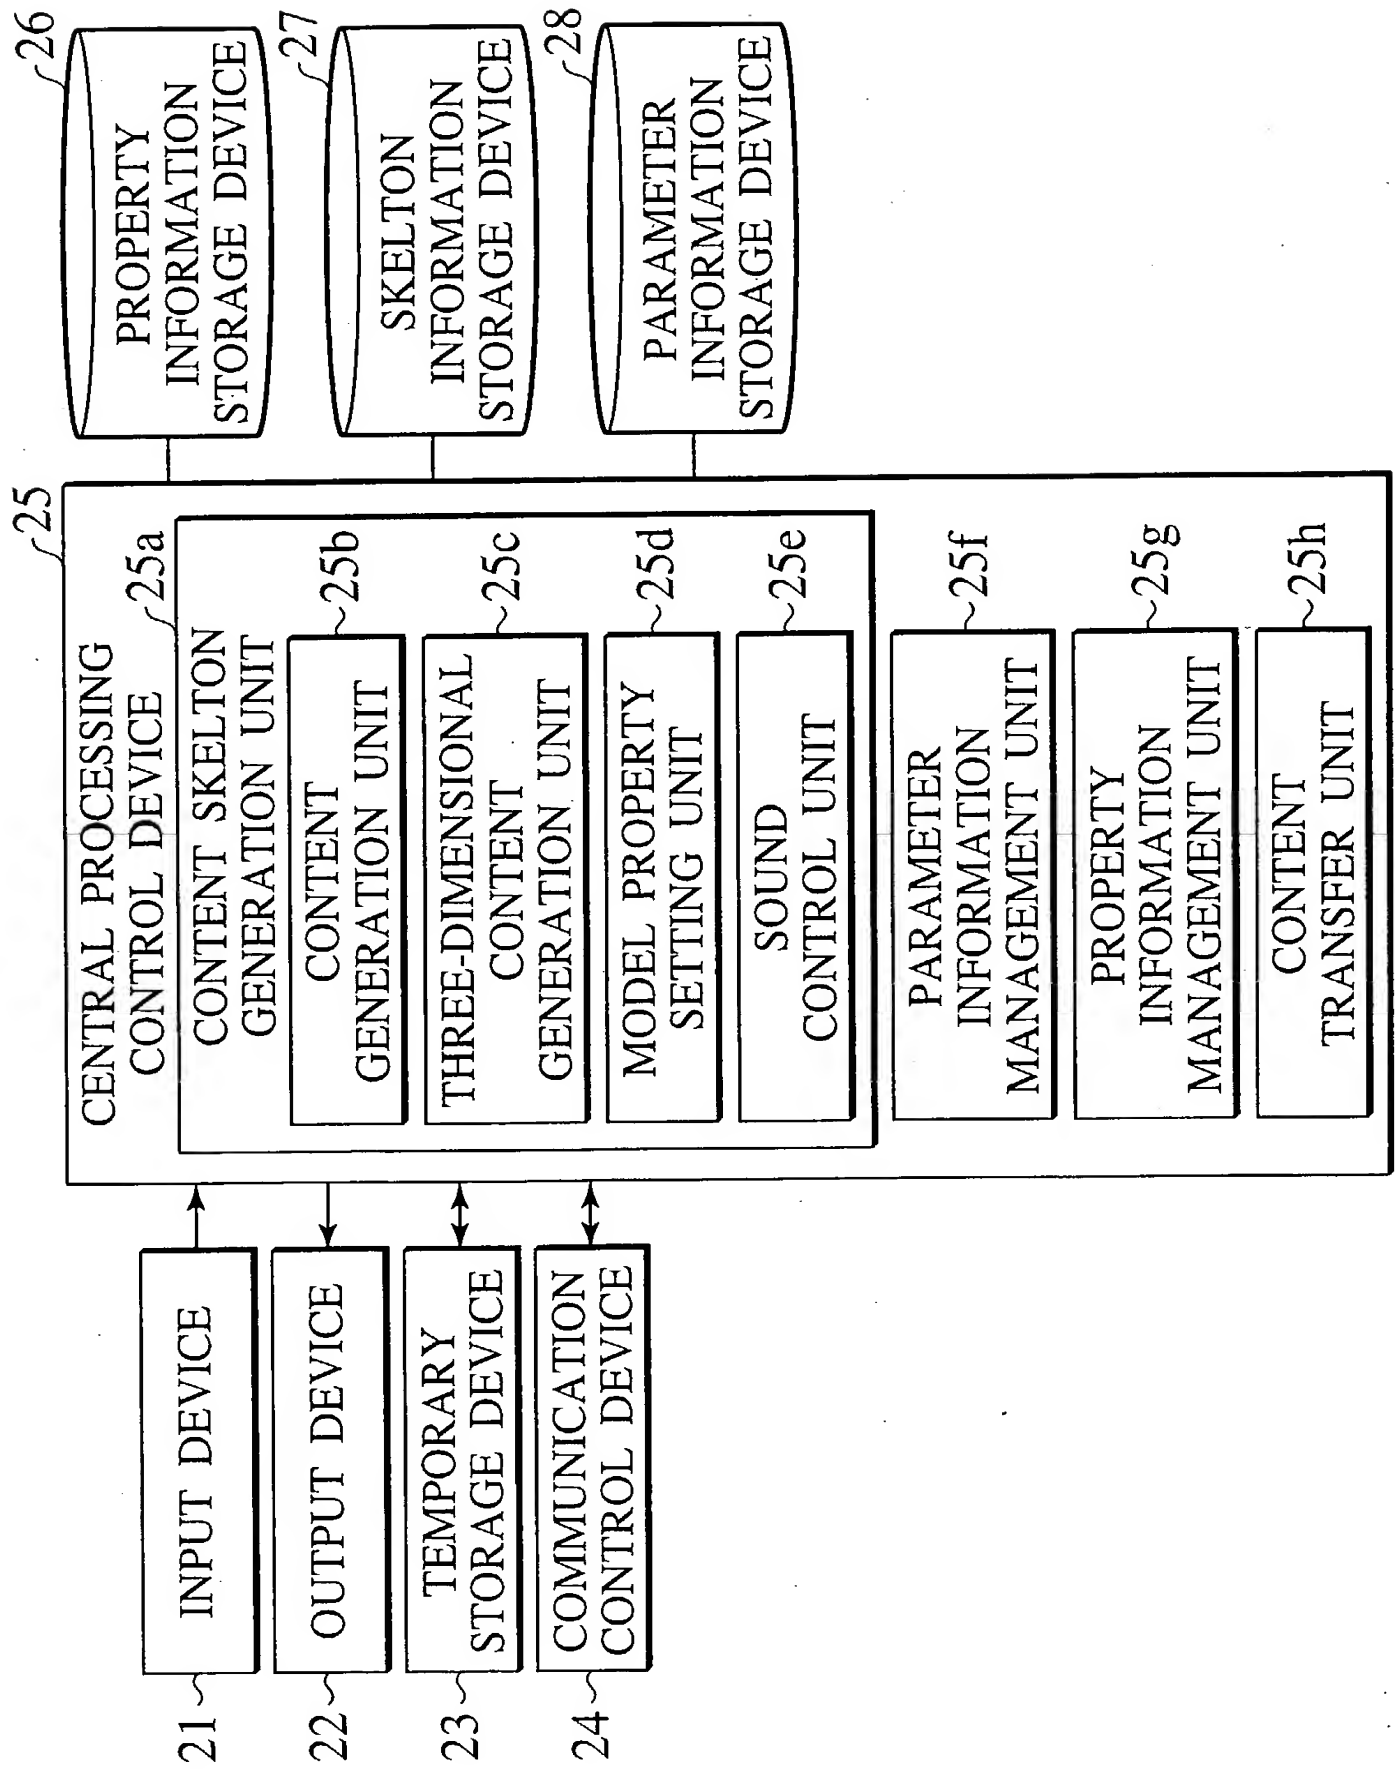 21
INPUT DEVICE
22
OUTPUT DEVICE
23
TEMPORARY
STORAGE DEVICE
24
COMMUNICATION
CONTROL DEVICE
25
CENTRAL PROCESSING
CONTROL DEVICE
25a
CONTENT SKELTON
GENERATION UNIT
25b
CONTENT
GENERATION UNIT
25c
THREE-DIMENSIONAL
CONTENT
GENERATION UNIT
25d
MODEL PROPERTY
SETTING UNIT
25e
SOUND
CONTROL UNIT
25f
PARAMETER
INFORMATION
MANAGEMENT UNIT
25g
PROPERTY
INFORMATION
MANAGEMENT UNIT
25h
CONTENT
TRANSFER UNIT
26
PROPERTY
INFORMATION
STORAGE DEVICE
27
SKELTON
INFORMATION
STORAGE DEVICE
28
PARAMETER
INFORMATION
STORAGE DEVICE